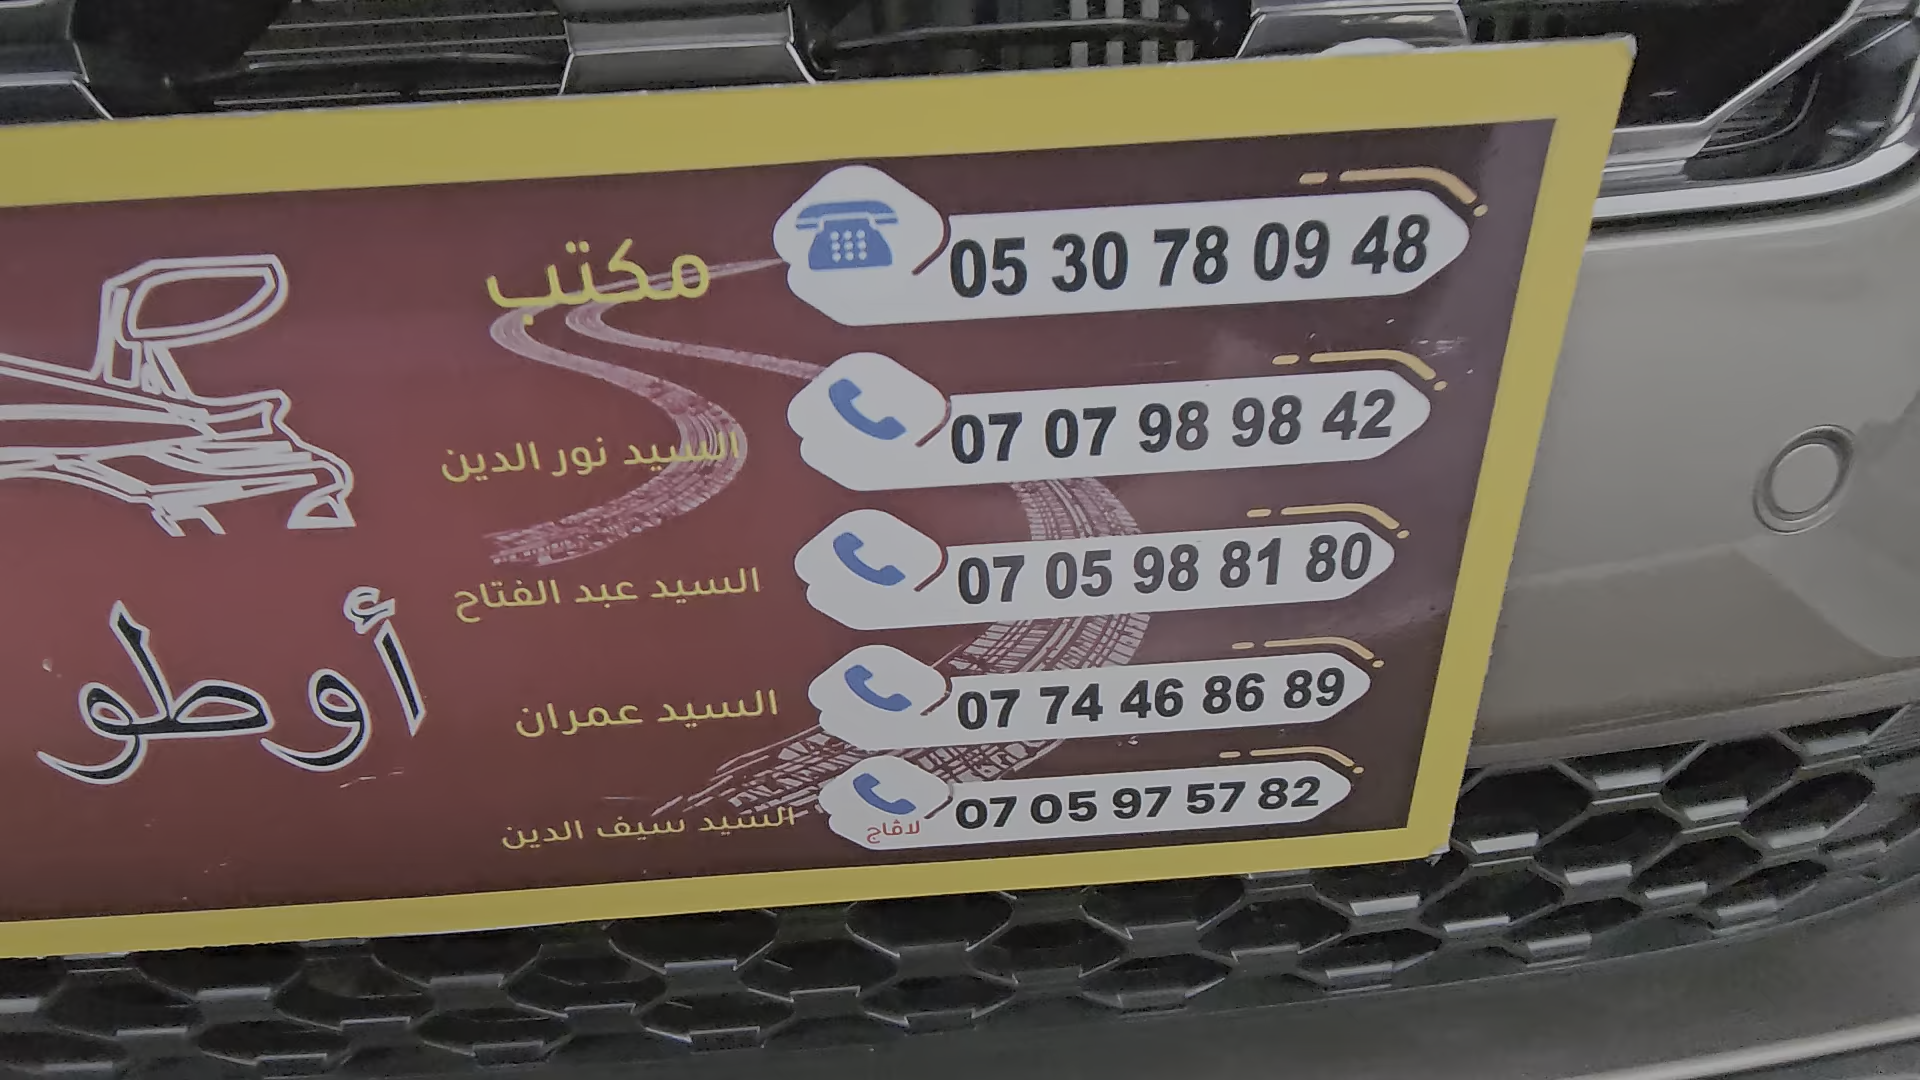 مكتب 05 30 78 09 48
السيد نور الدين 07 07 98 98 42
السيد عبد الفتاح 07 05 98 81 80
السيد عمران 07 74 46 86 89
السيد سيف الدين لافاج 07 05 97 57 82
أوطو